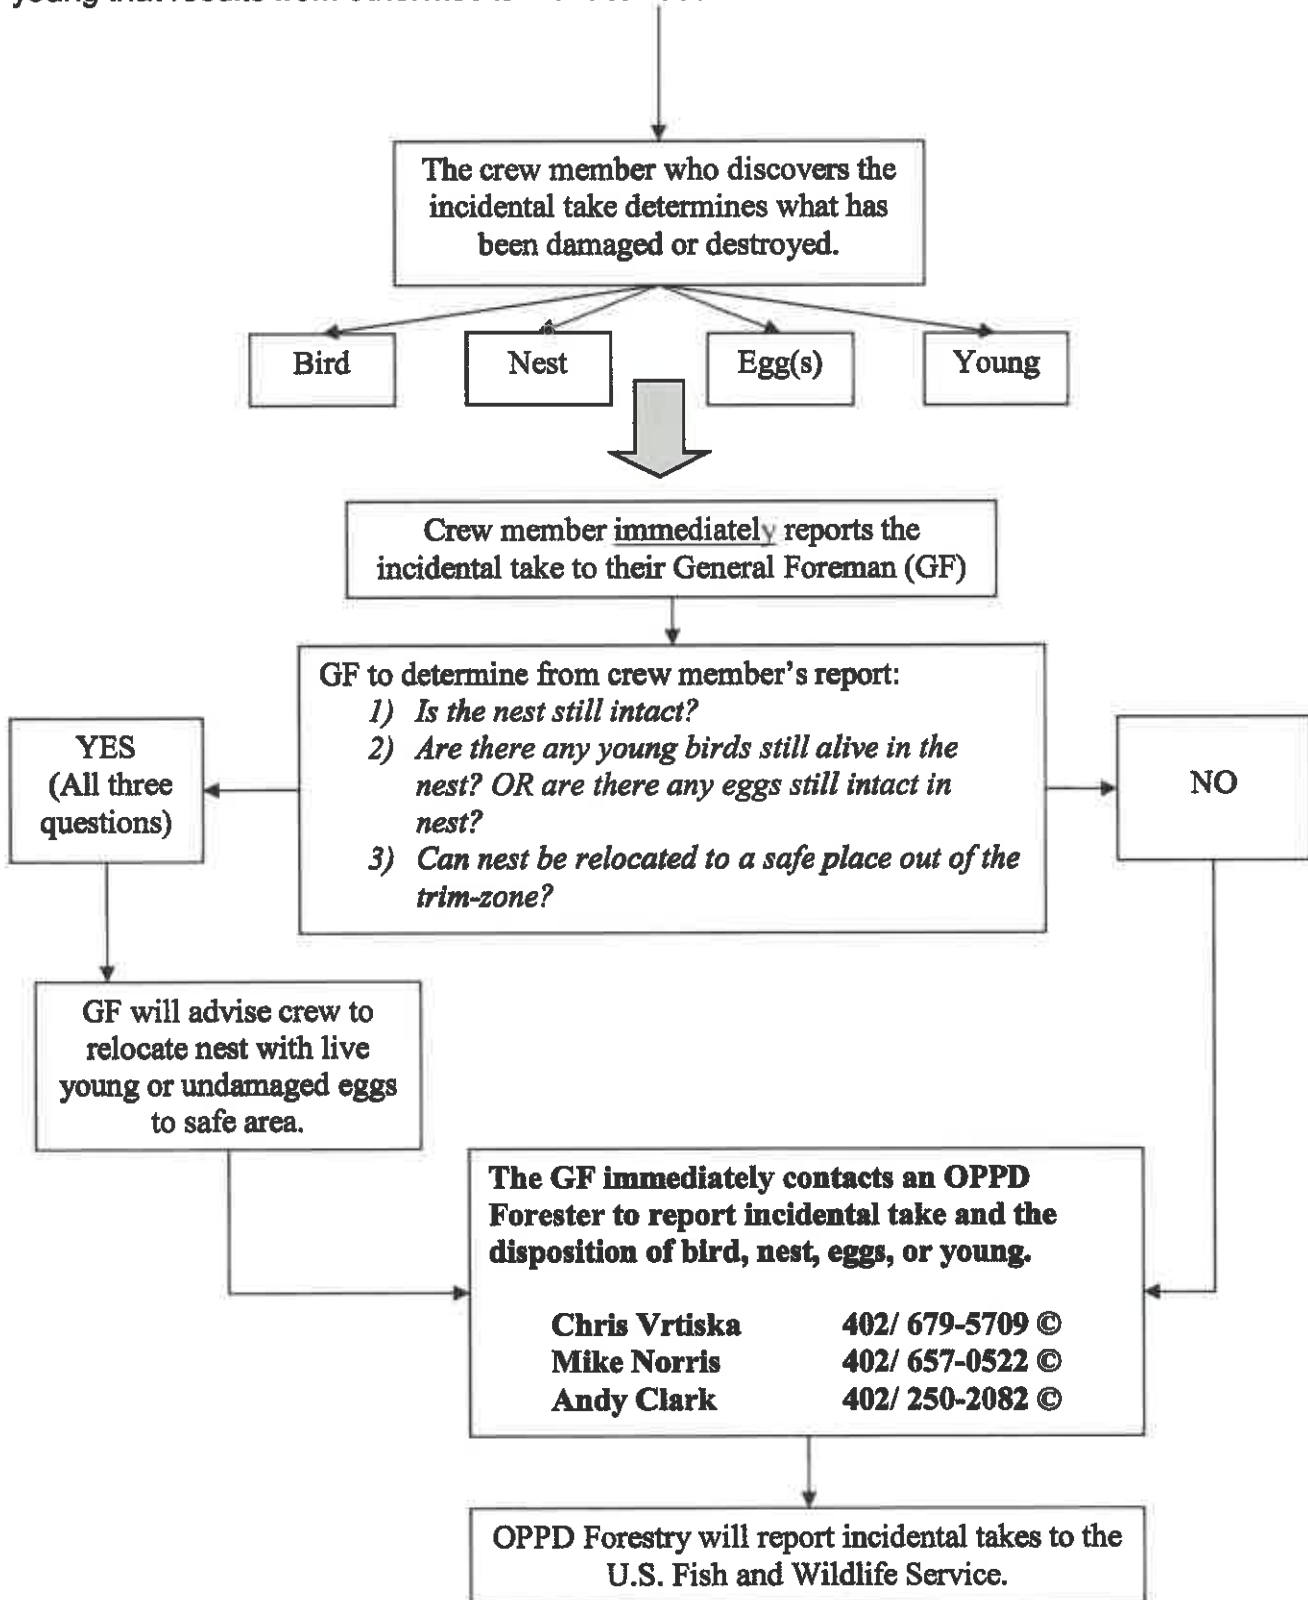 The crew member who discovers the
incidental take determines what has
been damaged or destroyed.
Bird
Nest
Egg(s)
Young
Crew member immediately reports the
incidental take to their General Foreman (GF)
GF to determine from crew member's report:
1) Is the nest still intact?
2) Are there any young birds still alive in the
nest? OR are there any eggs still intact in
nest?
3) Can nest be relocated to a safe place out of the
trim-zone?
YES
(All three
questions)
NO
GF will advise crew to
relocate nest with live
young or undamaged eggs
to safe area.
The GF immediately contacts an OPPD
Forester to report incidental take and the
disposition of bird, nest, eggs, or young.
Chris Vrtiska 402/ 679-5709 ©
Mike Norris 402/ 657-0522 ©
Andy Clark 402/ 250-2082 ©
OPPD Forestry will report incidental takes to the
U.S. Fish and Wildlife Service.